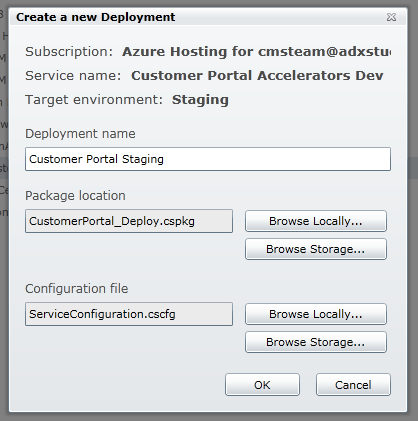 Create a new Deployment
Subscription: Azure Hosting for cmsteam@adxstu
Service name: Customer Portal Accelerators Dev
Target environment: Staging
Deployment name
Customer Portal Staging
Package location
CustomerPortal_Deploy.cspkg
Browse Locally...
Browse Storage...
Configuration file
ServiceConfiguration.cscfg
Browse Locally...
Browse Storage...
OK
Cancel